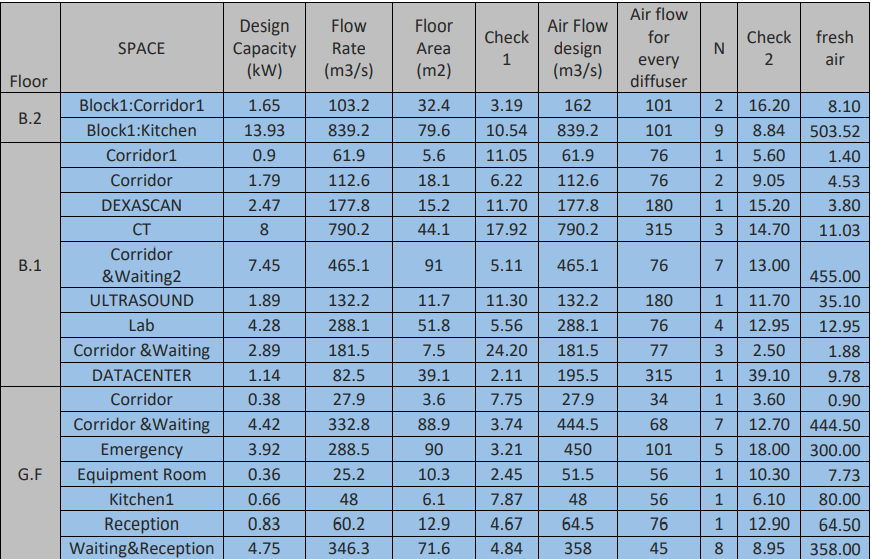 Floor SPACE Design Capacity (kW) Flow Rate (m3/s) Floor Area (m2) Check 1 Air Flow design (m3/s) Air flow for every diffuser N Check 2 fresh air
B.2 Block1:Corridor1 1.65 103.2 32.4 3.19 162 101 2 16.20 8.10
Block1:Kitchen 13.93 839.2 79.6 10.54 839.2 101 9 8.84 503.52
B.1 Corridor1 0.9 61.9 5.6 11.05 61.9 76 1 5.60 1.40
Corridor 1.79 112.6 18.1 6.22 112.6 76 2 9.05 4.53
DEXASCAN 2.47 177.8 15.2 11.70 177.8 180 1 15.20 3.80
CT 8 790.2 44.1 17.92 790.2 315 3 14.70 11.03
Corridor &Waiting2 7.45 465.1 91 5.11 465.1 76 7 13.00 455.00
ULTRASOUND 1.89 132.2 11.7 11.30 132.2 180 1 11.70 35.10
Lab 4.28 288.1 51.8 5.56 288.1 76 4 12.95 12.95
Corridor &Waiting 2.89 181.5 7.5 24.20 181.5 77 3 2.50 1.88
DATACENTER 1.14 82.5 39.1 2.11 195.5 315 1 39.10 9.78
G.F Corridor 0.38 27.9 3.6 7.75 27.9 34 1 3.60 0.90
Corridor &Waiting 4.42 332.8 88.9 3.74 444.5 68 7 12.70 444.50
Emergency 3.92 288.5 90 3.21 450 101 5 18.00 300.00
Equipment Room 0.36 25.2 10.3 2.45 51.5 56 1 10.30 7.73
Kitchen1 0.66 48 6.1 7.87 48 56 1 6.10 80.00
Reception 0.83 60.2 12.9 4.67 64.5 76 1 12.90 64.50
Waiting&Reception 4.75 346.3 71.6 4.84 358 45 8 8.95 358.00